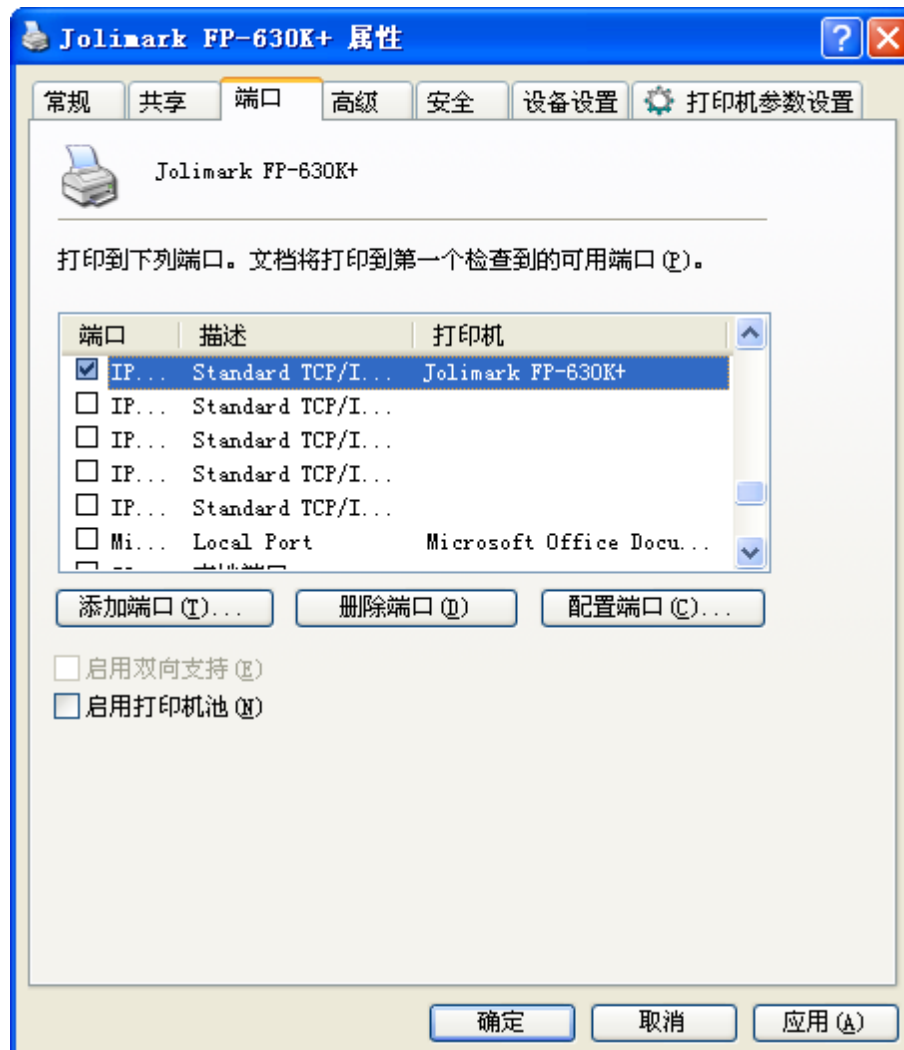 Jolimark FP-630K+ 属性
常规 共享 端口 高级 安全 设备设置 打印机参数设置
Jolimark FP-630K+
打印到下列端口。文档将打印到第一个检查到的可用端口(P)。
端口 描述 打印机
IP... Standard TCP/I... Jolimark FP-630K+
IP... Standard TCP/I...
IP... Standard TCP/I...
IP... Standard TCP/I...
IP... Standard TCP/I...
Mi... Local Port Microsoft Office Docu...
添加端口(T)... 删除端口(D) 配置端口(C)...
启用双向支持(E)
启用打印机池(N)
确定 取消 应用(A)